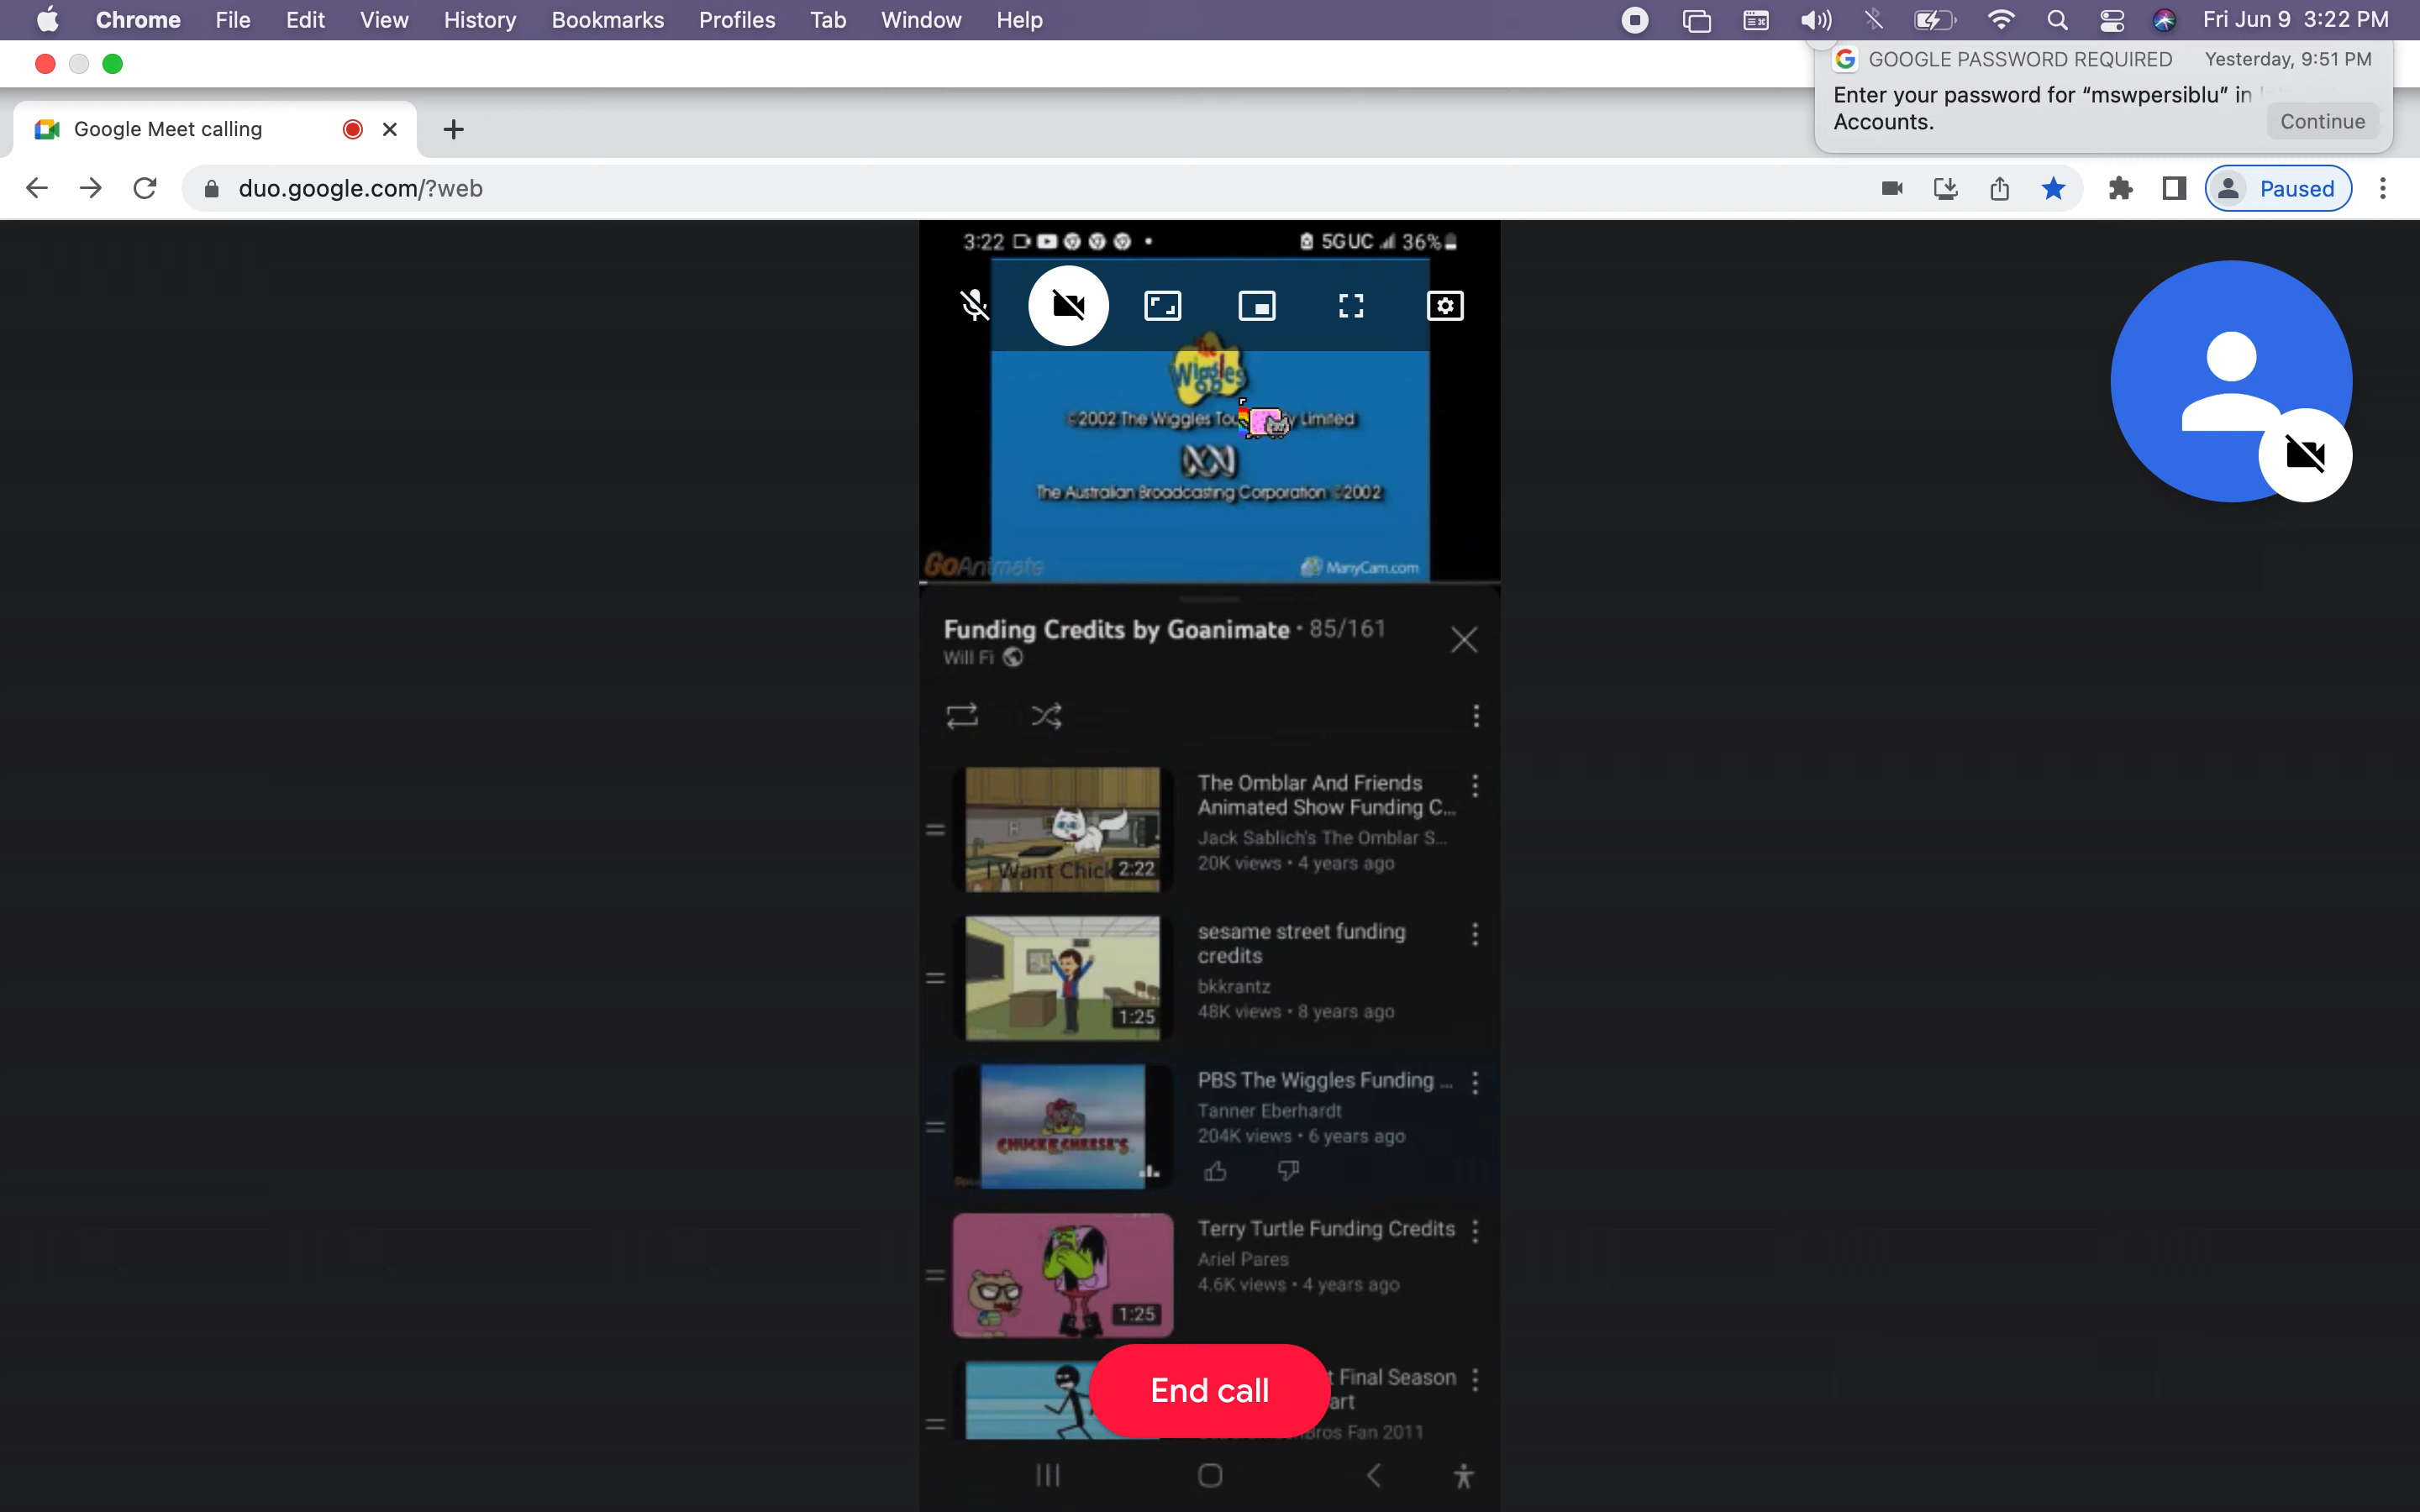 Chrome File Edit View History Bookmarks Profiles Tab Window Help Fri Jun 9 3:22 PM
GOOGLE PASSWORD REQUIRED Yesterday, 9:51 PM
Enter your password for “mswpersiblu” in
Accounts.
Continue
Google Meet calling
duo.google.com/?web
Paused
3:22 5GUC 36%
The
Wiggles
©2002 The Wiggles Limited
The Australian Broadcasting Corporation ©2002
GoAnimate
ManyCam.com
Funding Credits by Goanimate • 85/161
Will Fi
The Omblar And Friends
Animated Show Funding C...
Jack Sablich's The Omblar S...
20K views • 4 years ago
I Want Chick
2:22
sesame street funding
credits
bkkrantz
48K views • 8 years ago
1:25
PBS The Wiggles Funding ...
Tanner Eberhardt
204K views • 6 years ago
CHUCK E. CHEESE'S
Terry Turtle Funding Credits
Ariel Pares
4.6K views • 4 years ago
1:25
t Final Season
art
Bros Fan 2011
End call